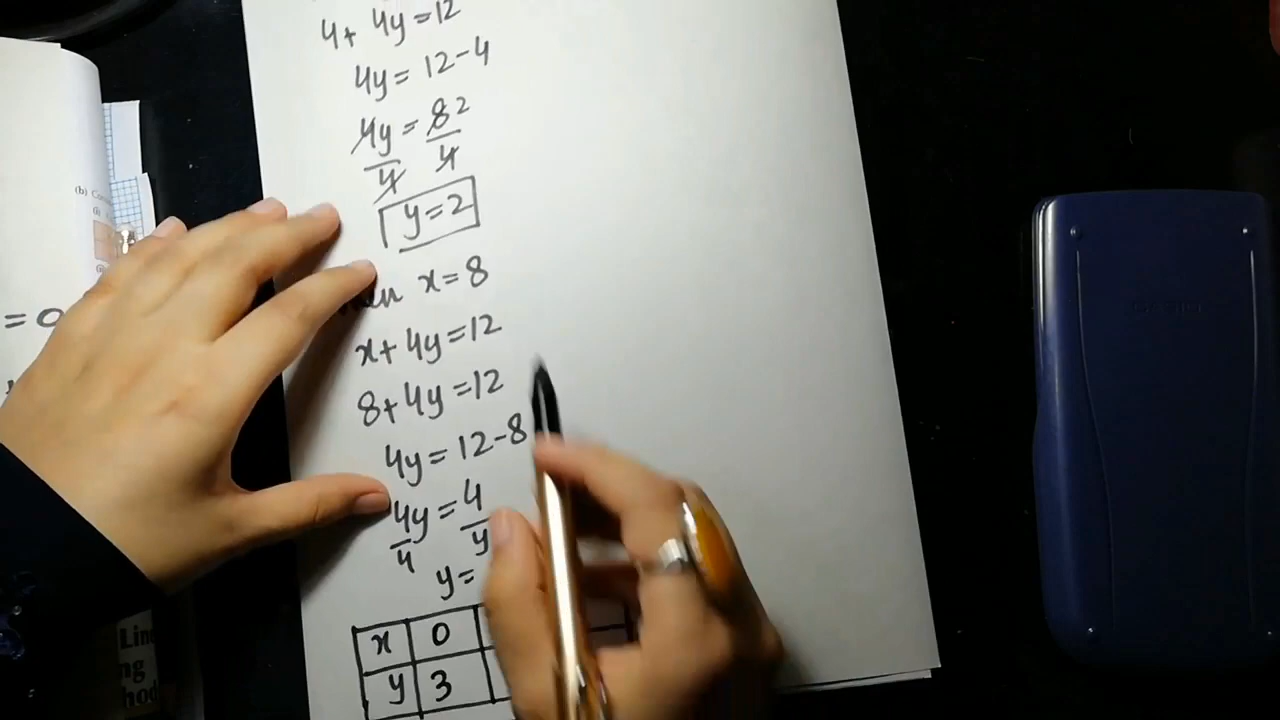 4 + 4y = 12
4y = 12 - 4
4y/4 = 8/4 2
y = 2
x = 8
x + 4y = 12
8 + 4y = 12
4y = 12 - 8
4y/4 = 4/y
y =
x 0
y 3
(b)
(i)
= 0